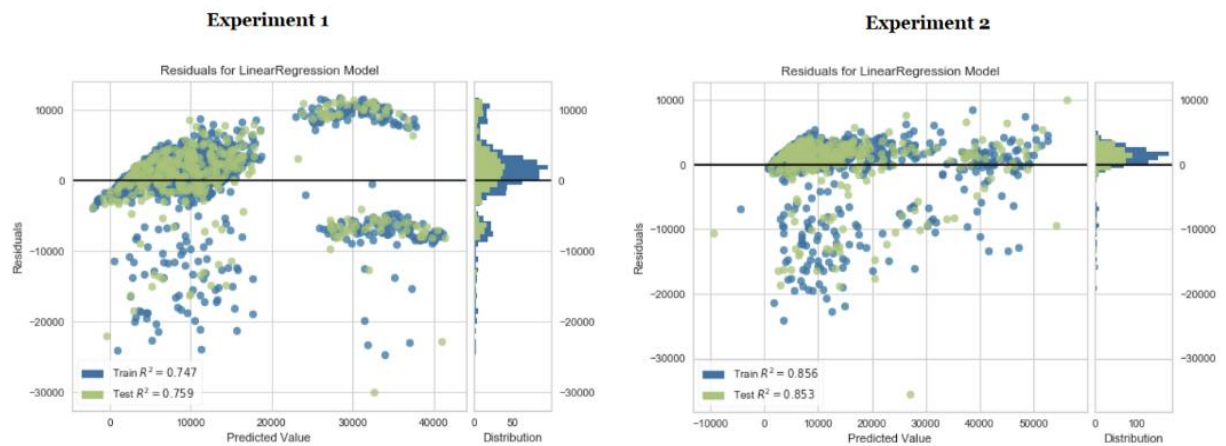 Experiment 1
Residuals for LinearRegression Model
10000
0
−10000
−20000
−30000
Residuals
10000
0
−10000
−20000
−30000
Train R² = 0.747
Test R² = 0.759
0 10000 20000 30000 40000 0 50
Predicted Value Distribution
Experiment 2
Residuals for LinearRegression Model
10000
0
−10000
−20000
−30000
Residuals
10000
0
−10000
−20000
−30000
Train R² = 0.856
Test R² = 0.853
−10000 0 10000 20000 30000 40000 50000 0 100
Predicted Value Distribution